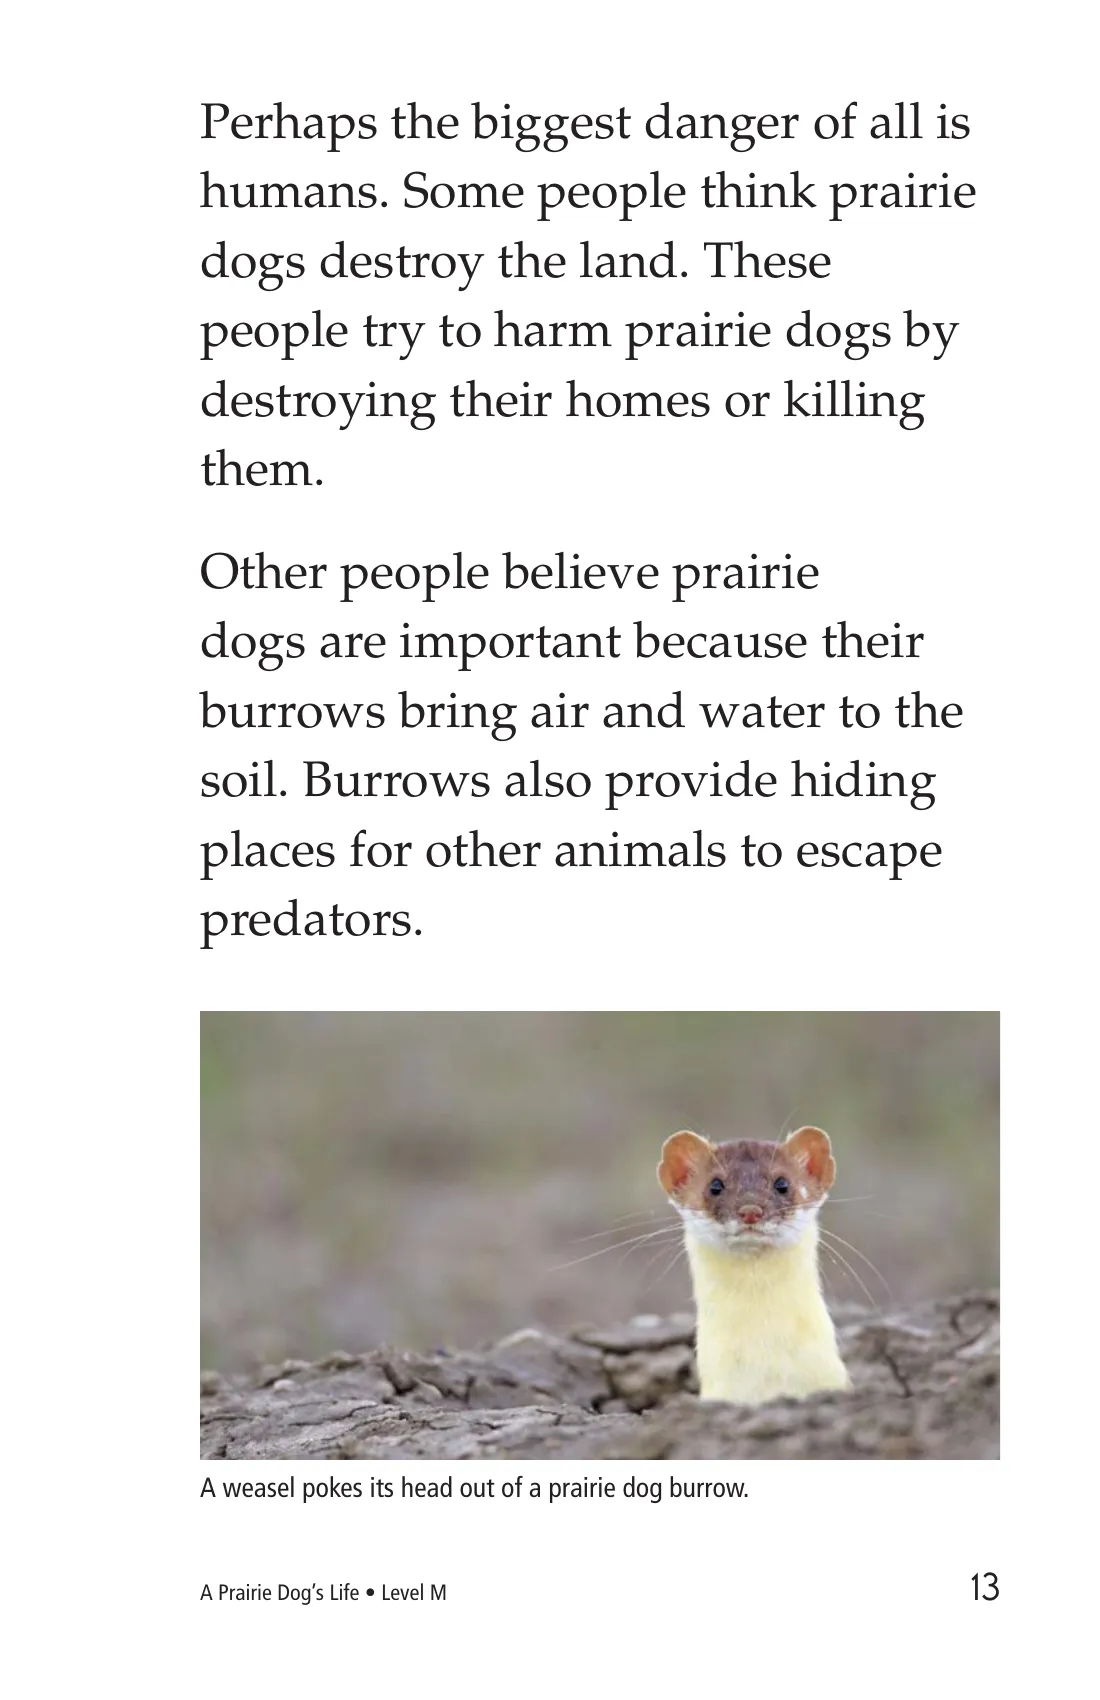 Perhaps the biggest danger of all is
humans. Some people think prairie
dogs destroy the land. These
people try to harm prairie dogs by
destroying their homes or killing
them.
Other people believe prairie
dogs are important because their
burrows bring air and water to the
soil. Burrows also provide hiding
places for other animals to escape
predators.
A weasel pokes its head out of a prairie dog burrow.
A Prairie Dog’s Life • Level M
13